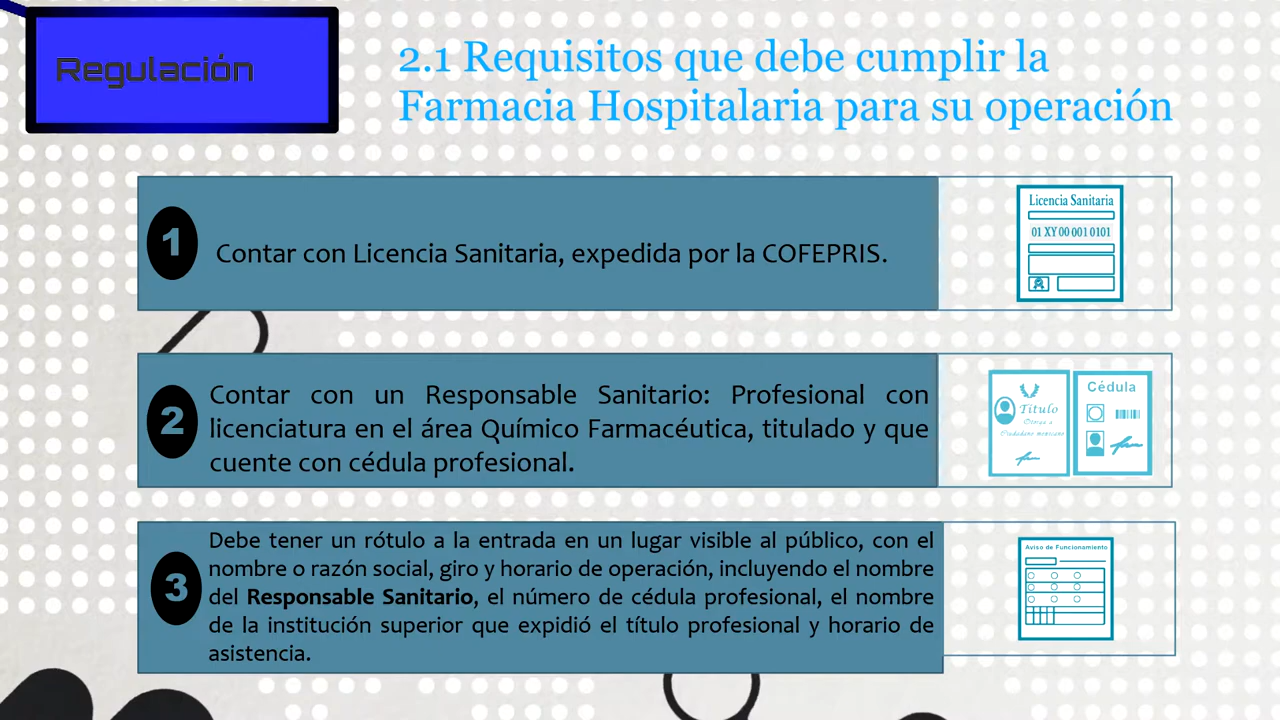 Regulación
2.1 Requisitos que debe cumplir la
Farmacia Hospitalaria para su operación
1
Contar con Licencia Sanitaria, expedida por la COFEPRIS.
Licencia Sanitaria
01 XY 00 001 0101
2
Contar con un Responsable Sanitario: Profesional con
licenciatura en el área Químico Farmacéutica, titulado y que
cuente con cédula profesional.
Título
Otorga a
Ciudadano mexicano
Cédula
3
Debe tener un rótulo a la entrada en un lugar visible al público, con el
nombre o razón social, giro y horario de operación, incluyendo el nombre
del Responsable Sanitario, el número de cédula profesional, el nombre
de la institución superior que expidió el título profesional y horario de
asistencia.
Aviso de Funcionamiento